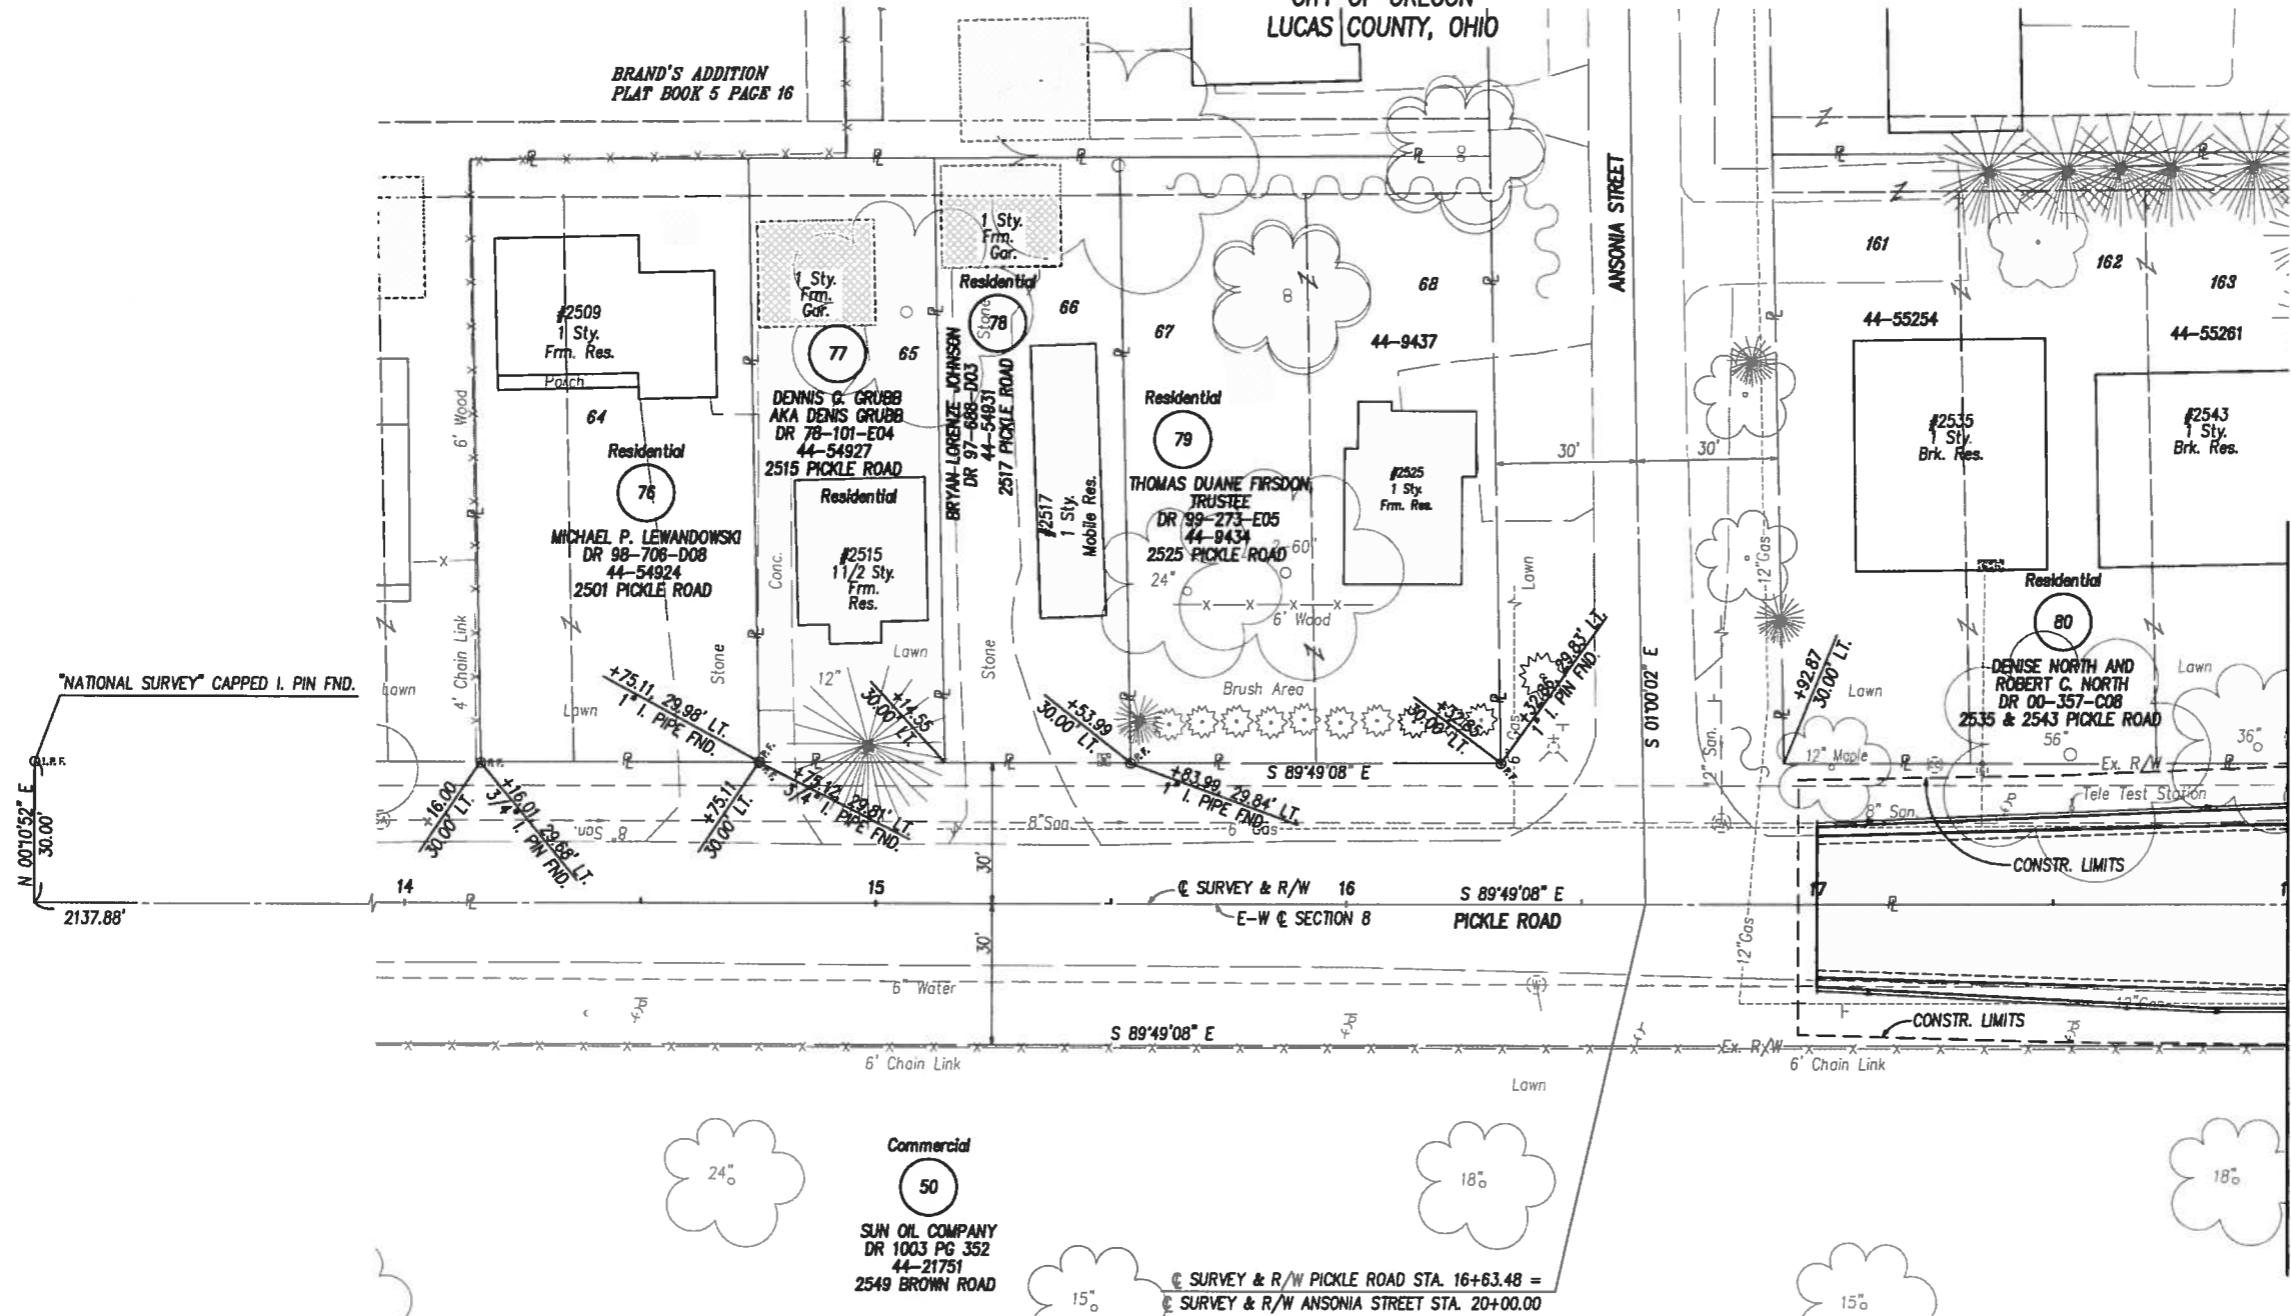 CITY OF OREGON
LUCAS COUNTY, OHIO
BRAND'S ADDITION
PLAT BOOK 5 PAGE 16
ANSONIA STREET
#2509
1 Sty.
Frm. Res.
Porch
64
6' Wood
4' Chain Link
Residential
76
MICHAEL P. LEWANDOWSKI
DR 98-706-D08
44-54924
2501 PICKLE ROAD
1 Sty.
Frm.
Gar.
77
65
DENNIS G. GRUBB
AKA DENIS GRUBB
DR 78-101-E04
44-54927
2515 PICKLE ROAD
Residential
#2515
1 1/2 Sty.
Frm.
Res.
Conc.
Stone
Lawn
12"
1 Sty.
Frm.
Gar.
Residential
78
Stone
66
BRYAN LORENZE JOHNSON
DR 97-688-D03
44-54931
2517 PICKLE ROAD
#2517
1 Sty.
Mobile Res.
Stone
67
68
44-9437
Residential
79
THOMAS DUANE FIRSDON,
TRUSTEE
DR 99-273-E05
44-9434
2525 PICKLE ROAD
2-60"
24"
6' Wood
#2525
1 Sty.
Frm. Res.
Brush Area
Lawn
6" Gas
30'
30'
S 01°00'02" E
161
162
163
44-55254
44-55261
#2535
1 Sty.
Brk. Res.
#2543
1 Sty.
Brk. Res.
12"Gas
12" San.
Residential
80
DENISE NORTH AND
ROBERT C. NORTH
DR 00-357-C08
2535 & 2543 PICKLE ROAD
Lawn
Lawn
12" Maple
56"
36"
Ex. R/W
Tele Test Station
8" San.
CONSTR. LIMITS
"NATIONAL SURVEY" CAPPED I. PIN FND.
Lawn
Lawn
I.P.F.
N 00°10'52" E
30.00'
2137.88'
+16.00
30.00' LT.
+16.01, 29.68' LT.
3/4" I. PIN FND.
+75.11, 29.98' LT.
1" I. PIPE FND.
+75.11
30.00' LT.
+75.12, 29.81' LT.
3/4" I. PIPE FND.
+14.55
30.00' LT.
+53.99
30.00' LT.
+83.99, 29.84' LT.
1" I. PIPE FND.
+32.85
30.00' LT.
+32.86, 29.83' LT.
1" I. PIN FND.
+92.87
30.00' LT.
S 89°49'08" E
8" San.
8"San
6" Gas
30'
30'
14
15
16
17
℄ SURVEY & R/W
E-W ℄ SECTION 8
S 89°49'08" E
PICKLE ROAD
12"Gas
6" Water
(W)
12"Gas
CONSTR. LIMITS
S 89°49'08" E
Ex. R/W
6' Chain Link
6' Chain Link
Lawn
Commercial
50
SUN OIL COMPANY
DR 1003 PG 352
44-21751
2549 BROWN ROAD
24"
18"
18"
15"
15"
℄ SURVEY & R/W PICKLE ROAD STA. 16+63.48 =
℄ SURVEY & R/W ANSONIA STREET STA. 20+00.00